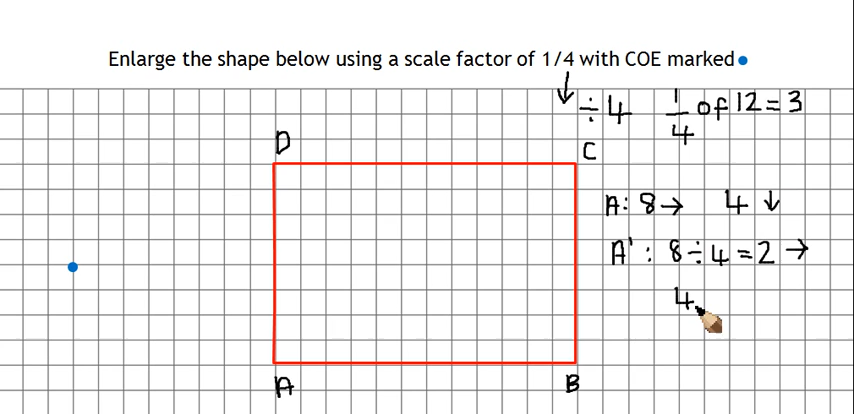 Enlarge the shape below using a scale factor of 1/4 with COE marked
↓ ÷4 1/4 of 12 = 3
D
C
A: 8 → 4 ↓
A' : 8 ÷ 4 = 2 →
4
A
B